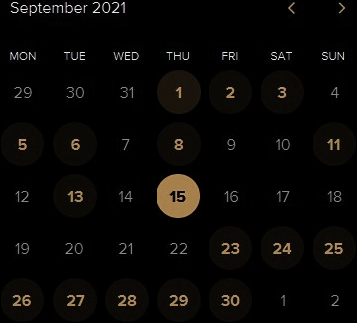 September 2021
MON TUE WED THU FRI SAT SUN
29 30 31 1 2 3 4
5 6 7 8 9 10 11
12 13 14 15 16 17 18
19 20 21 22 23 24 25
26 27 28 29 30 1 2